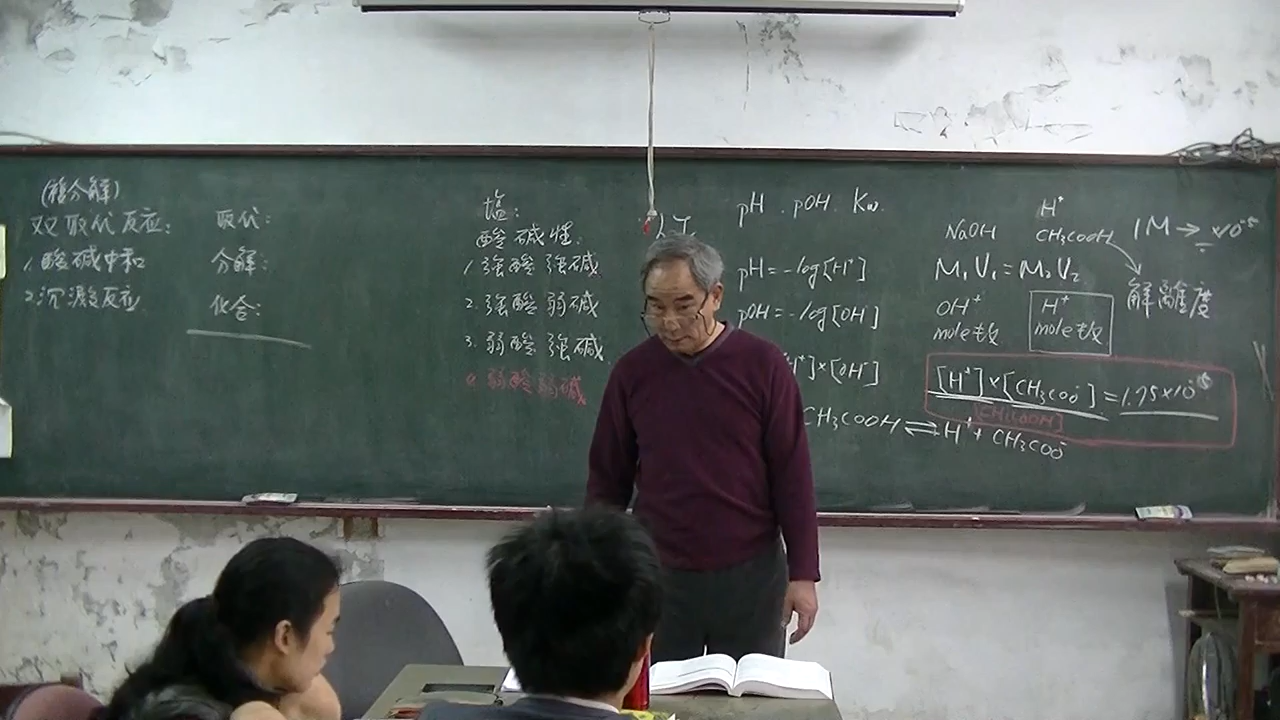 (複分解)
双取代反应:
1.酸碱中和
2.沉澱反应
取代:
分解:
化合:
塩:
酸碱性:
1.強酸強碱
2.強酸弱碱
3.弱酸強碱
弱酸弱碱
pH . pOH . Kw.
pH=-log[H⁺]
pOH=-log[OH⁻]
]×[OH⁻]
CH₃COOH⇌H⁺+CH₃COO⁻
NaOH
H⁺
CH₃COOH
1M→
M₁V₁=M₂V₂
解離度
OH⁺
mole数
H⁺
mole数
[H⁺]×[CH₃COO⁻]=1.75×10⁻⁵
[CH₃COOH]